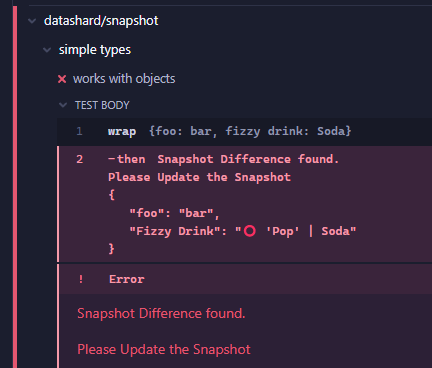 datashard/snapshot
simple types
works with objects
TEST BODY
1 wrap {foo: bar, fizzy drink: Soda}
2 -then Snapshot Difference found.
Please Update the Snapshot
{
"foo": "bar",
"Fizzy Drink": "⭕ 'Pop' | Soda"
}
! Error
Snapshot Difference found.
Please Update the Snapshot